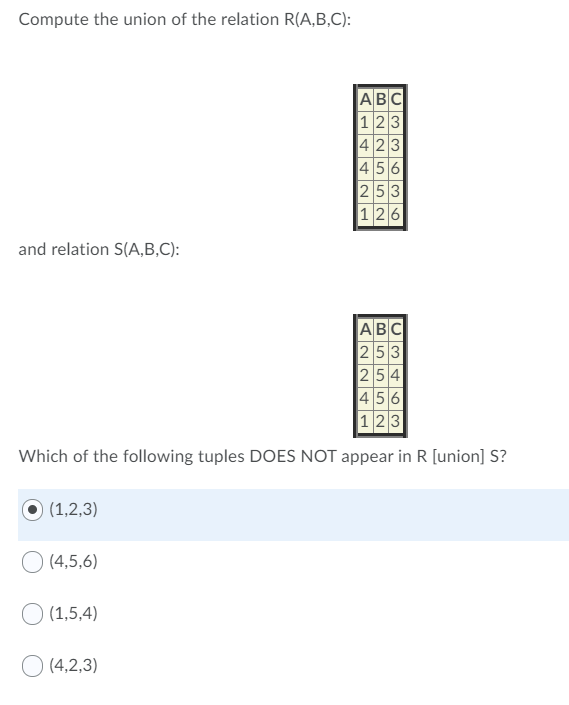 Compute the union of the relation R(A,B,C):
A B C
1 2 3
4 2 3
4 5 6
2 5 3
1 2 6
and relation S(A,B,C):
A B C
2 5 3
2 5 4
4 5 6
1 2 3
Which of the following tuples DOES NOT appear in R [union] S?
(1,2,3)
(4,5,6)
(1,5,4)
(4,2,3)